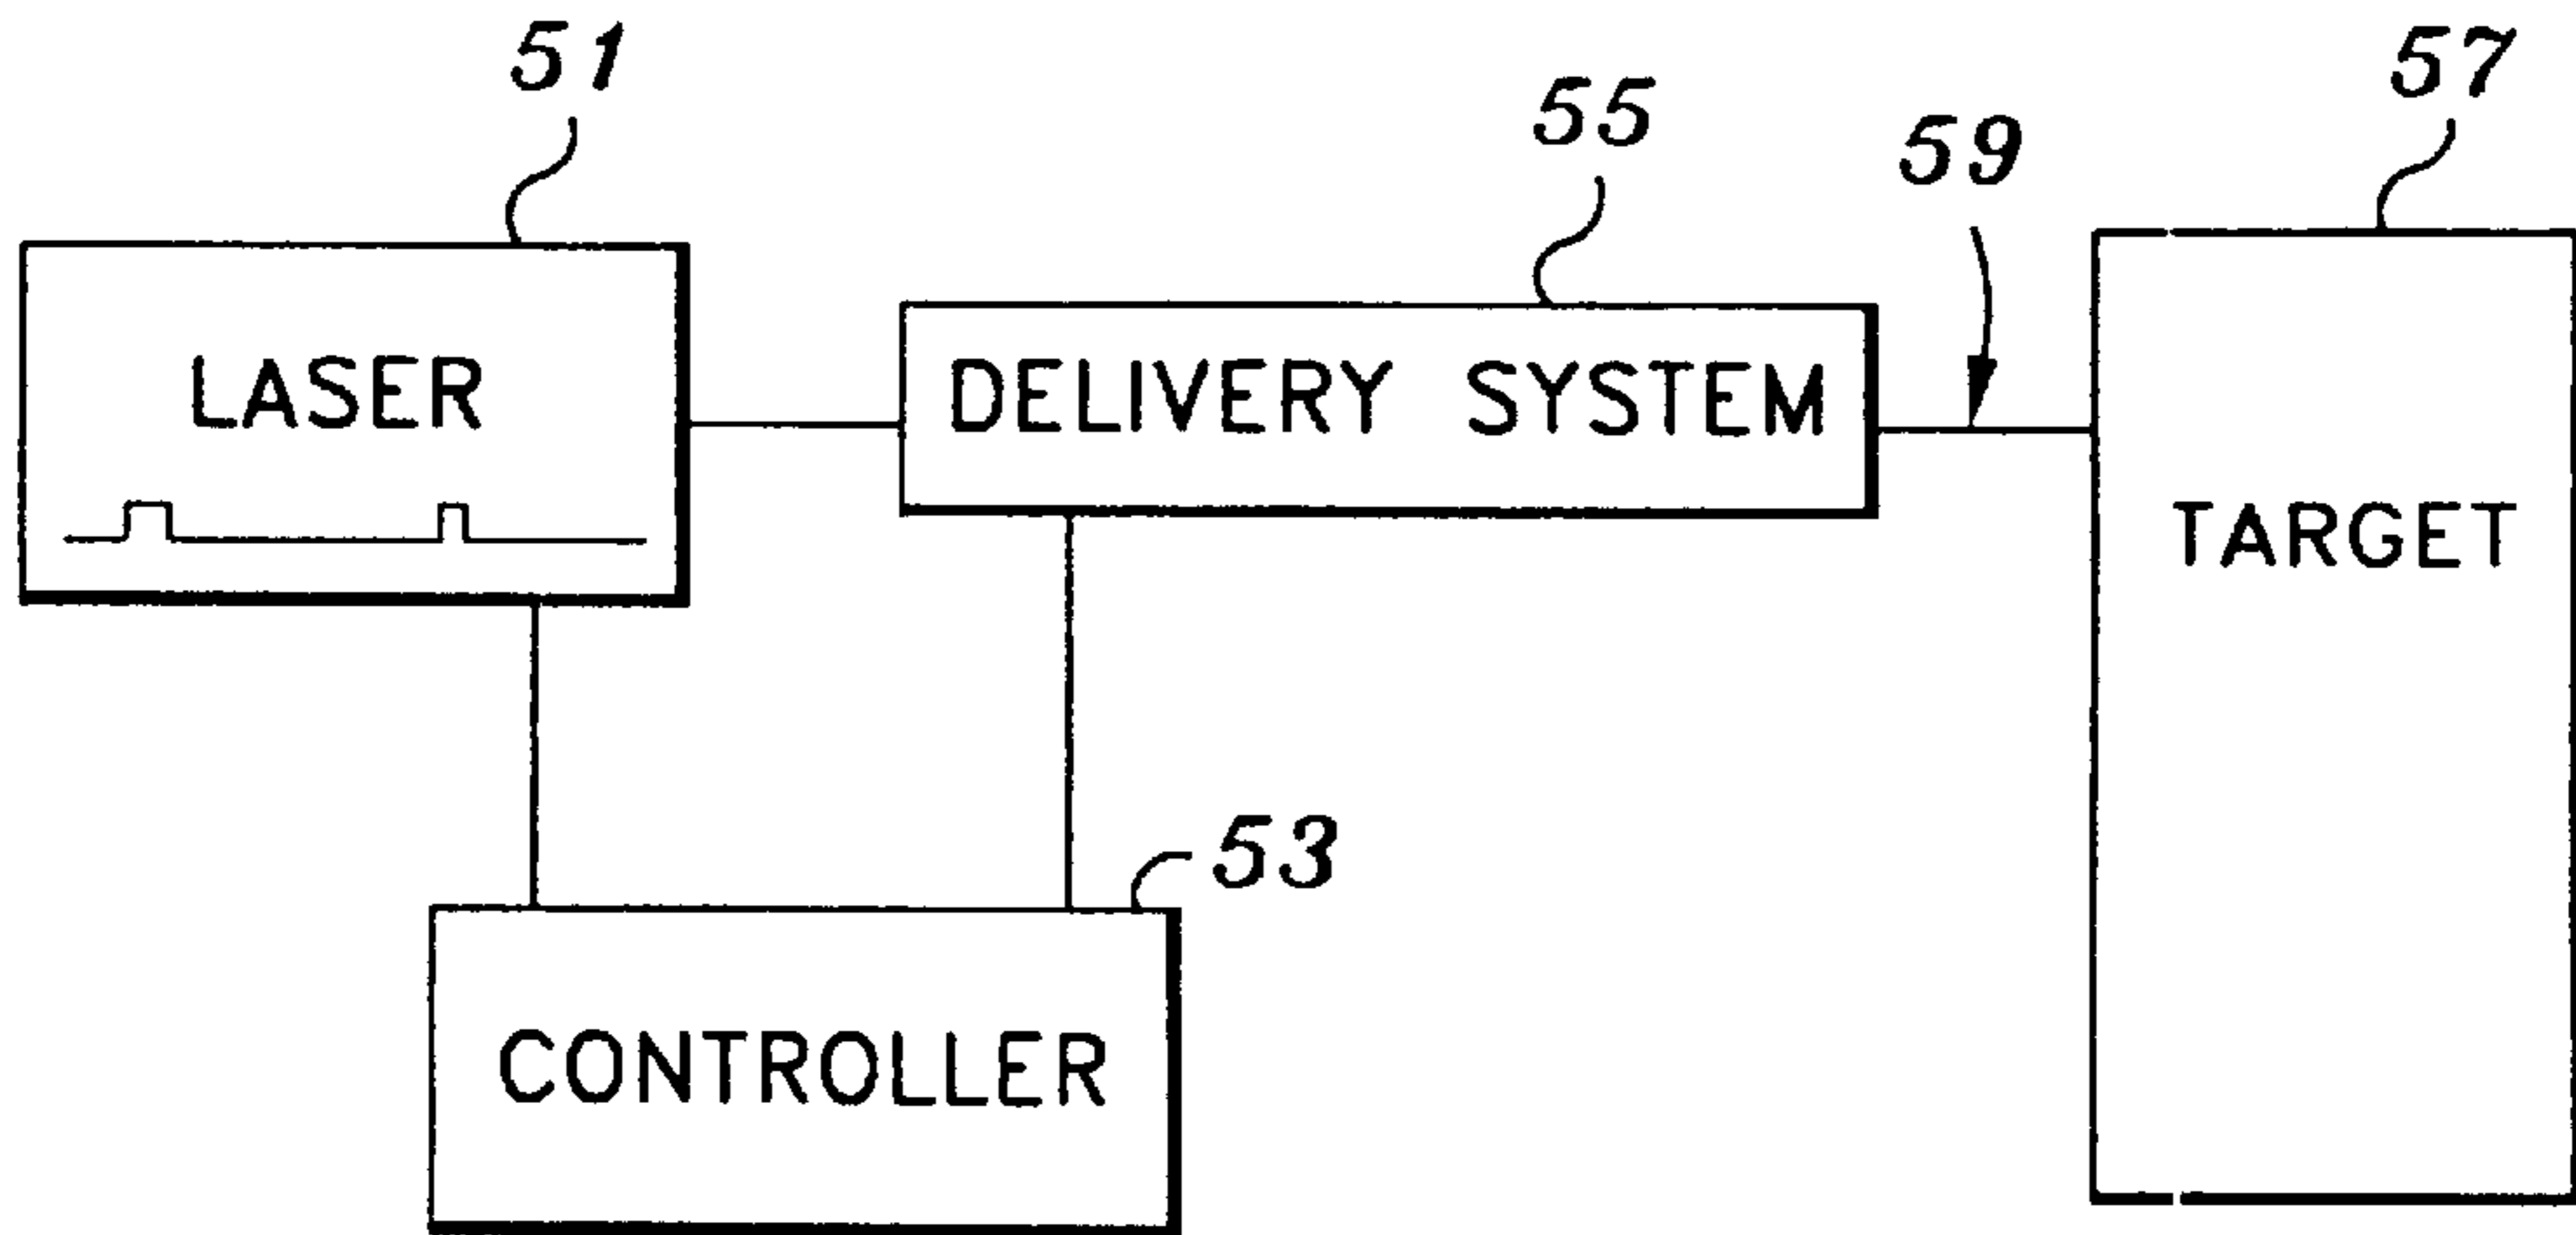 51
55
59
57
LASER
DELIVERY SYSTEM
TARGET
53
CONTROLLER